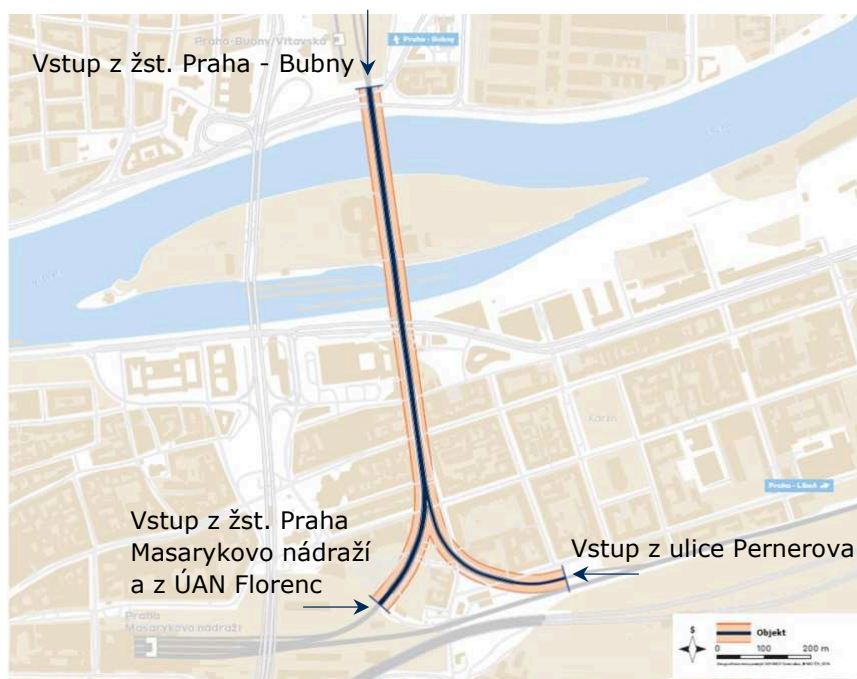 Praha-Bubny/Vltavská
Praha - Bubny
Vstup z žst. Praha - Bubny
Karlín
Praha - Libeň
Vstup z žst. Praha
Masarykovo nádraží
a z ÚAN Florenc
Vstup z ulice Pernerova
Praha
Masarykovo nádraží
S
Objekt
0 100 200 m